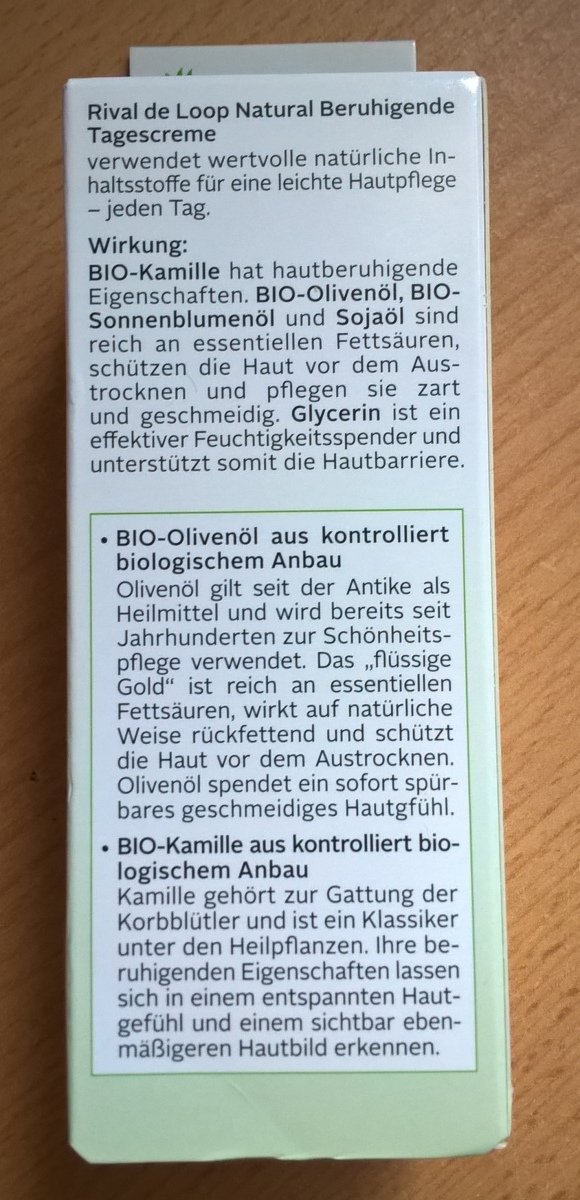 Rival de Loop Natural Beruhigende
Tagescreme
verwendet wertvolle natürliche In-
haltsstoffe für eine leichte Hautpflege
– jeden Tag.
Wirkung:
BIO-Kamille hat hautberuhigende
Eigenschaften. BIO-Olivenöl, BIO-
Sonnenblumenöl und Sojaöl sind
reich an essentiellen Fettsäuren,
schützen die Haut vor dem Aus-
trocknen und pflegen sie zart
und geschmeidig. Glycerin ist ein
effektiver Feuchtigkeitsspender und
unterstützt somit die Hautbarriere.
• BIO-Olivenöl aus kontrolliert
biologischem Anbau
Olivenöl gilt seit der Antike als
Heilmittel und wird bereits seit
Jahrhunderten zur Schönheits-
pflege verwendet. Das „flüssige
Gold“ ist reich an essentiellen
Fettsäuren, wirkt auf natürliche
Weise rückfettend und schützt
die Haut vor dem Austrocknen.
Olivenöl spendet ein sofort spür-
bares geschmeidiges Hautgfühl.
• BIO-Kamille aus kontrolliert bio-
logischem Anbau
Kamille gehört zur Gattung der
Korbblütler und ist ein Klassiker
unter den Heilpflanzen. Ihre be-
ruhigenden Eigenschaften lassen
sich in einem entspannten Haut-
gefühl und einem sichtbar eben-
mäßigeren Hautbild erkennen.